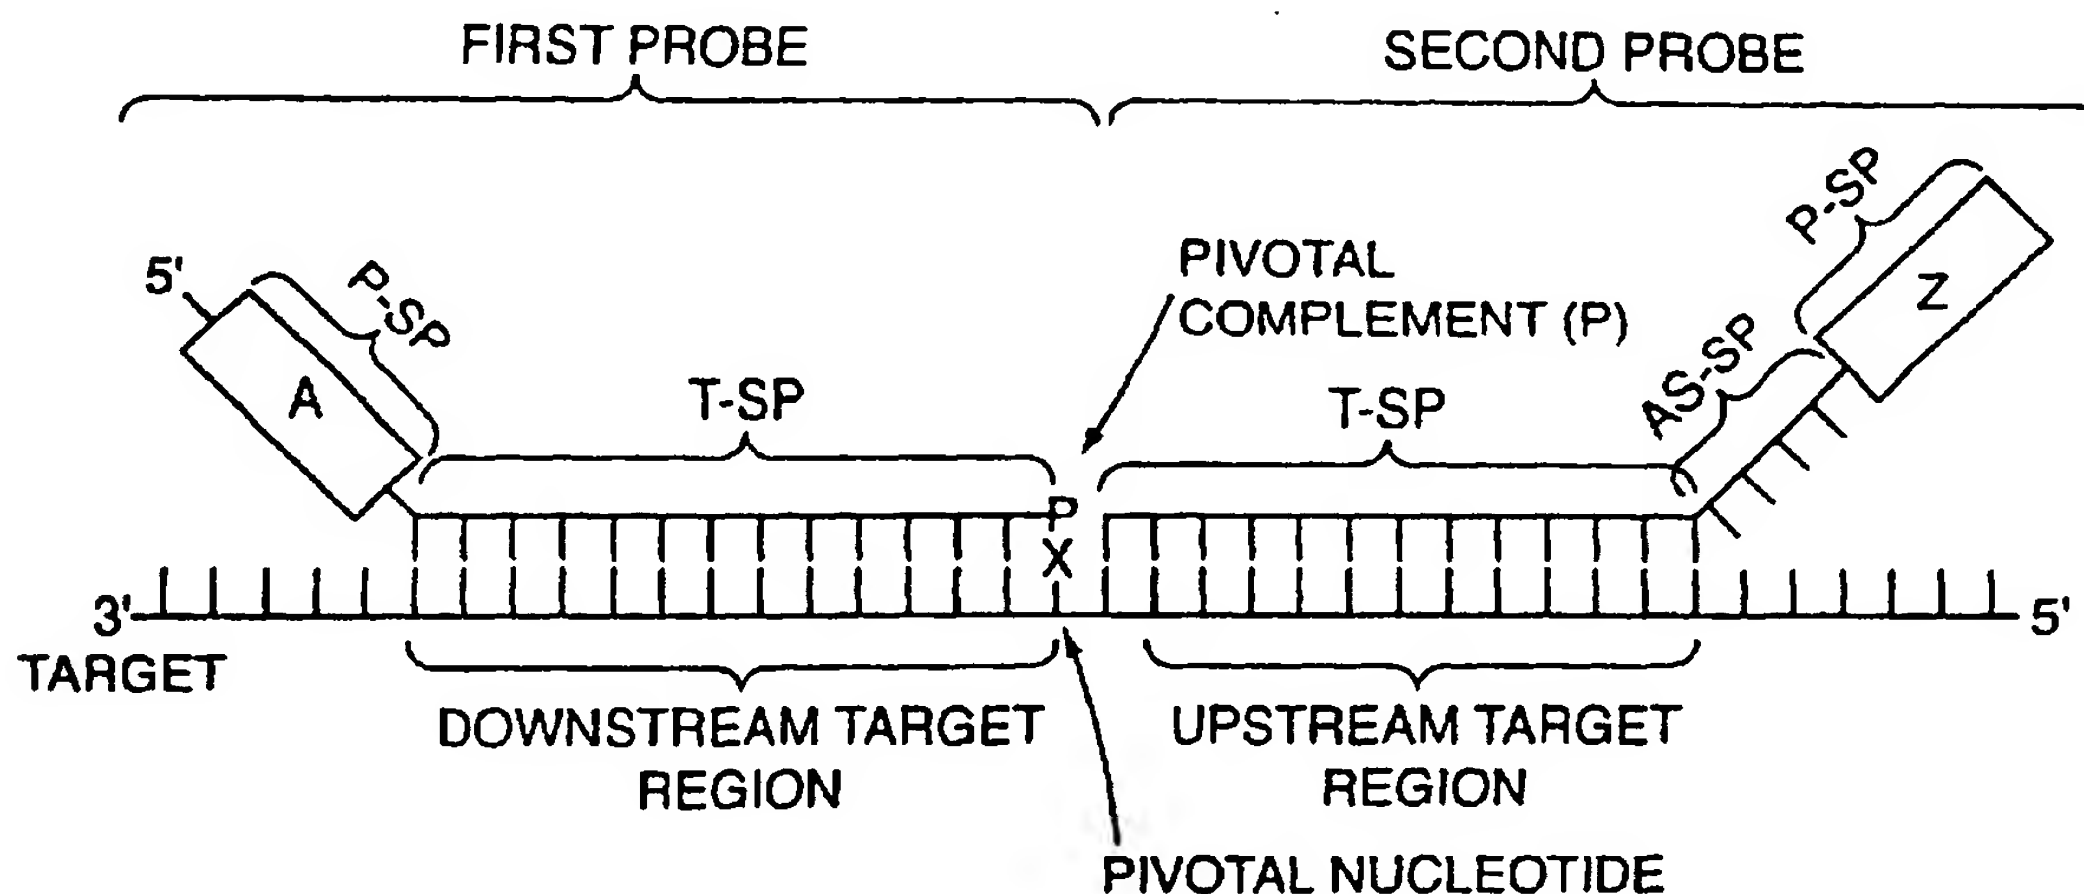 FIRST PROBE
SECOND PROBE
5'
P-SP
A
T-SP
PIVOTAL
COMPLEMENT (P)
T-SP
AS-SP
P-SP
Z
P
X
3'
5'
TARGET
DOWNSTREAM TARGET
REGION
UPSTREAM TARGET
REGION
PIVOTAL NUCLEOTIDE